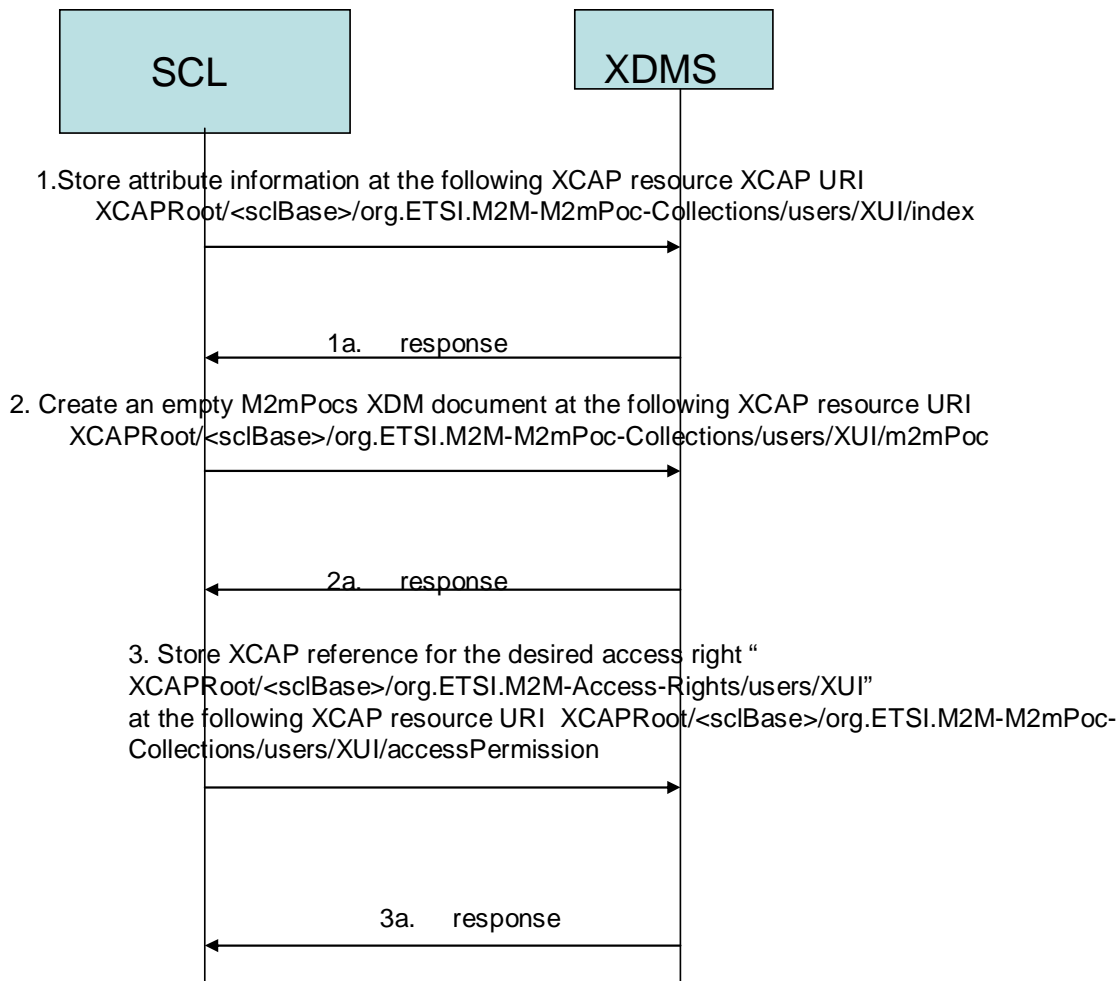 SCL
XDMS
1.Store attribute information at the following XCAP resource XCAP URI
XCAPRoot/<sclBase>/org.ETSI.M2M-M2mPoc-Collections/users/XUI/index
1a. response
2. Create an empty M2mPocs XDM document at the following XCAP resource URI
XCAPRoot/<sclBase>/org.ETSI.M2M-M2mPoc-Collections/users/XUI/m2mPoc
2a. response
3. Store XCAP reference for the desired access right “
XCAPRoot/<sclBase>/org.ETSI.M2M-Access-Rights/users/XUI”
at the following XCAP resource URI XCAPRoot/<sclBase>/org.ETSI.M2M-M2mPoc-
Collections/users/XUI/accessPermission
3a. response